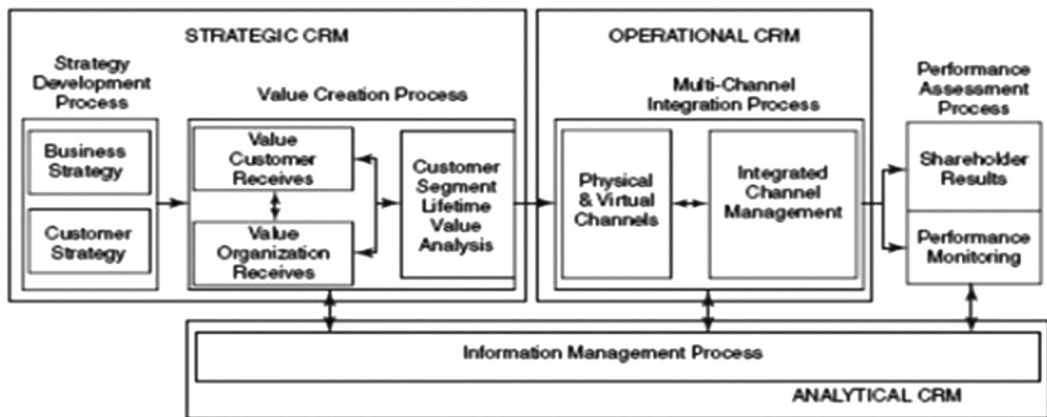 STRATEGIC CRM
Strategy
Development
Process
Business
Strategy
Customer
Strategy
Value Creation Process
Value
Customer
Receives
Value
Organization
Receives
Customer
Segment
Lifetime
Value
Analysis
OPERATIONAL CRM
Multi-Channel
Integration Process
Physical
& Virtual
Channels
Integrated
Channel
Management
Performance
Assessment
Process
Shareholder
Results
Performance
Monitoring
Information Management Process
ANALYTICAL CRM